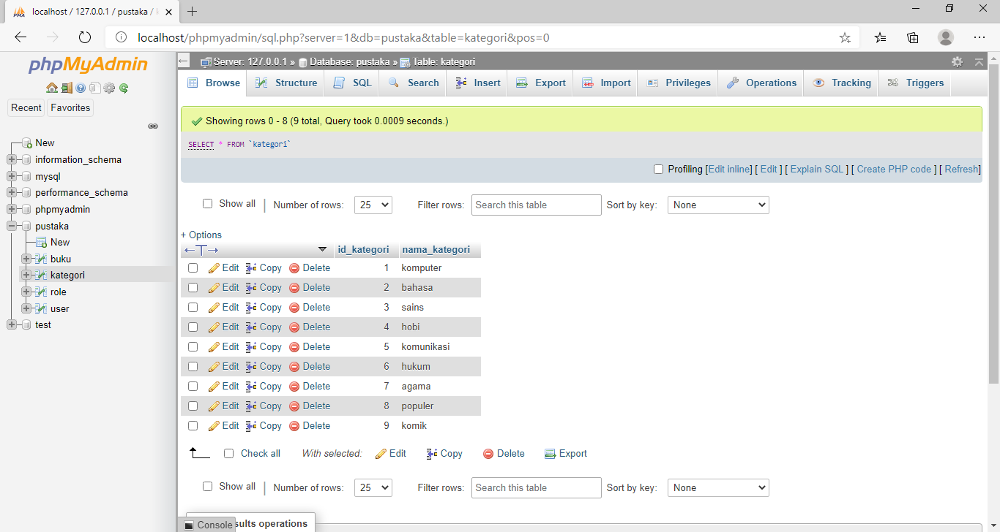 localhost / 127.0.0.1 / pustaka /
localhost/phpmyadmin/sql.php?server=1&db=pustaka&table=kategori&pos=0
phpMyAdmin
Recent Favorites
New
information_schema
mysql
performance_schema
phpmyadmin
pustaka
New
buku
kategori
role
user
test
Server: 127.0.0.1 » Database: pustaka » Table: kategori
Browse Structure SQL Search Insert Export Import Privileges Operations Tracking Triggers
Showing rows 0 - 8 (9 total, Query took 0.0009 seconds.)
SELECT * FROM `kategori`
Profiling [Edit inline] [ Edit ] [ Explain SQL ] [ Create PHP code ] [ Refresh]
Show all | Number of rows: 25 Filter rows: Search this table Sort by key: None
+ Options
←T→ id_kategori nama_kategori
Edit Copy Delete 1 komputer
Edit Copy Delete 2 bahasa
Edit Copy Delete 3 sains
Edit Copy Delete 4 hobi
Edit Copy Delete 5 komunikasi
Edit Copy Delete 6 hukum
Edit Copy Delete 7 agama
Edit Copy Delete 8 populer
Edit Copy Delete 9 komik
Check all With selected: Edit Copy Delete Export
Show all | Number of rows: 25 Filter rows: Search this table Sort by key: None
Console sults operations